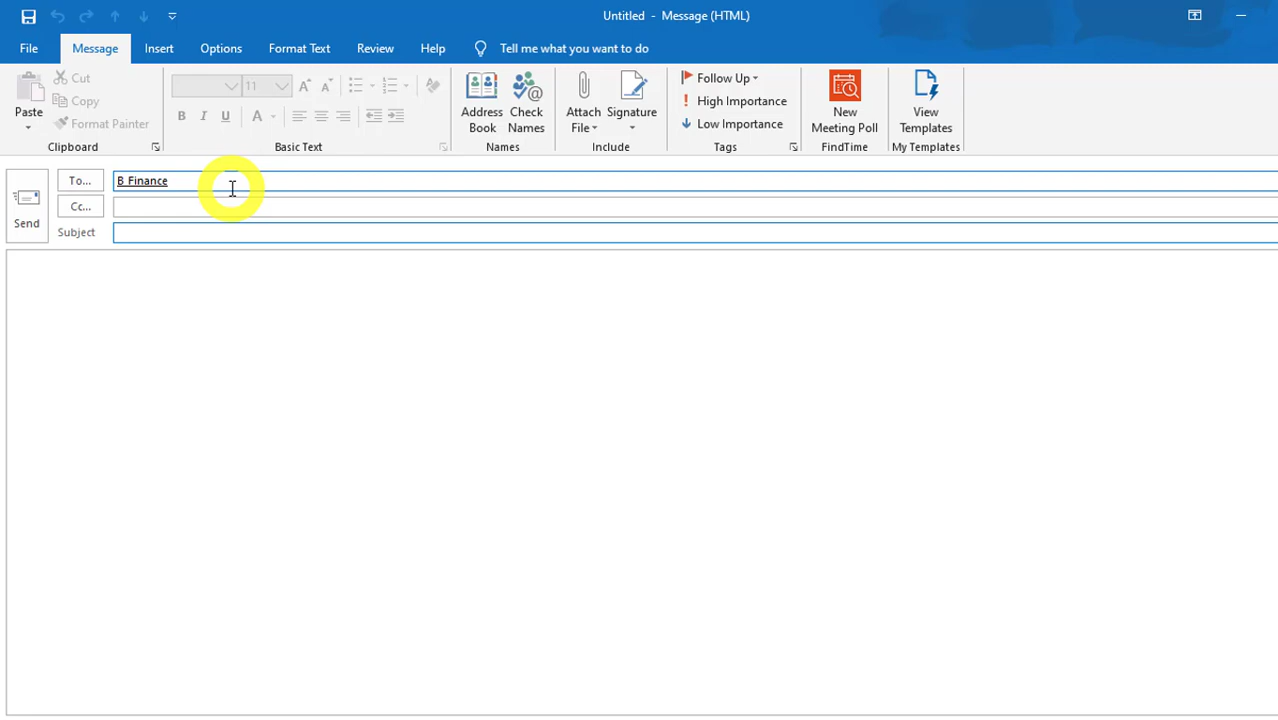 Untitled - Message (HTML)
File Message Insert Options Format Text Review Help Tell me what you want to do
Paste
Cut
Copy
Format Painter
Clipboard
11
B I U A
Basic Text
Address Book
Check Names
Names
Attach File
Signature
Include
Follow Up
High Importance
Low Importance
Tags
New Meeting Poll
FindTime
View Templates
My Templates
Send
To... B Finance
Cc...
Subject